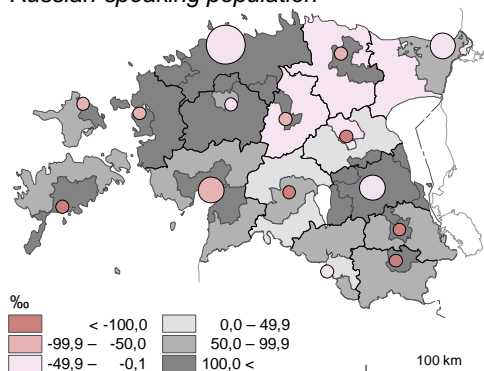 Russian-speaking population
‰
< -100,0
0,0 – 49,9
-99,9 – -50,0
50,0 – 99,9
-49,9 – -0,1
100,0 <
100 km